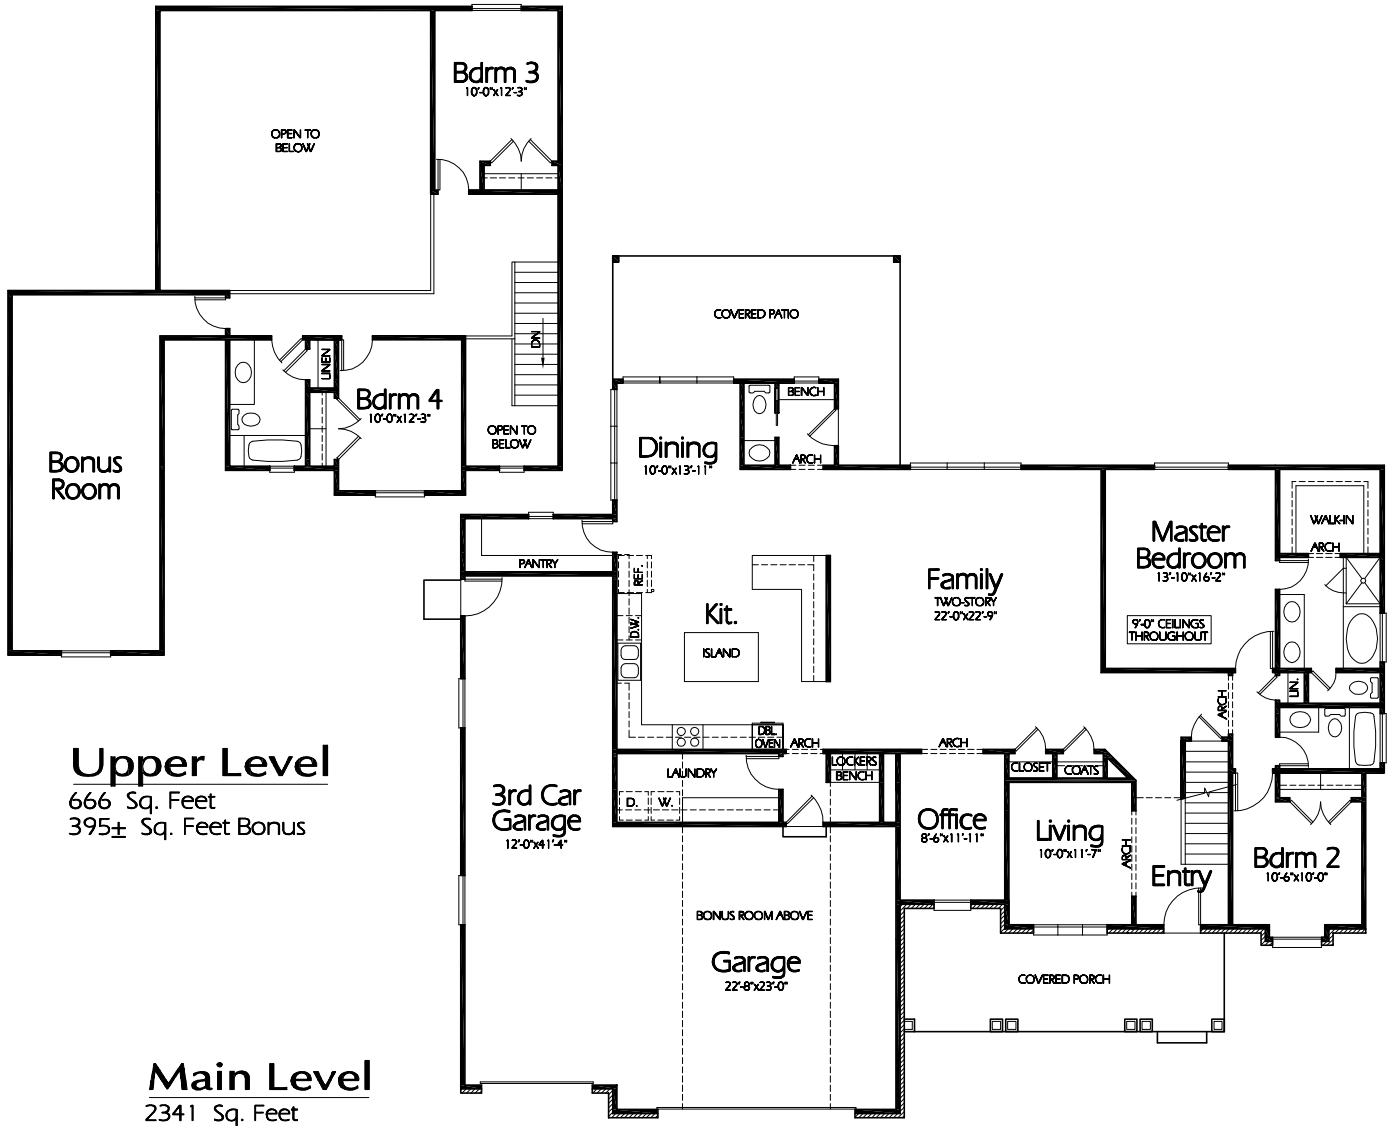 Bdrm 3
10'-0"x12'-3"
OPEN TO
BELOW
DN
LINEN
Bdrm 4
10'-0"x12'-3"
OPEN TO
BELOW
Bonus
Room
Upper Level
666 Sq. Feet
395± Sq. Feet Bonus
COVERED PATIO
BENCH
ARCH
Dining
10'-0"x13'-11"
PANTRY
REF.
D.W.
Kit.
ISLAND
DBL
OVEN
ARCH
Family
TWO-STORY
22'-0"x22'-9"
Master
Bedroom
13'-10"x16'-2"
9'-0" CEILINGS
THROUGHOUT
WALK-IN
ARCH
LIN.
ARCH
ARCH
CLOSET
COATS
LOCKERS
BENCH
LAUNDRY
D.
W.
3rd Car
Garage
12'-0"x41'-4"
Office
8'-6"x11'-11"
Living
10'-0"x11'-7"
ARCH
Entry
Bdrm 2
10'-6"x10'-0"
BONUS ROOM ABOVE
Garage
22'-8"x23'-0"
COVERED PORCH
Main Level
2341 Sq. Feet